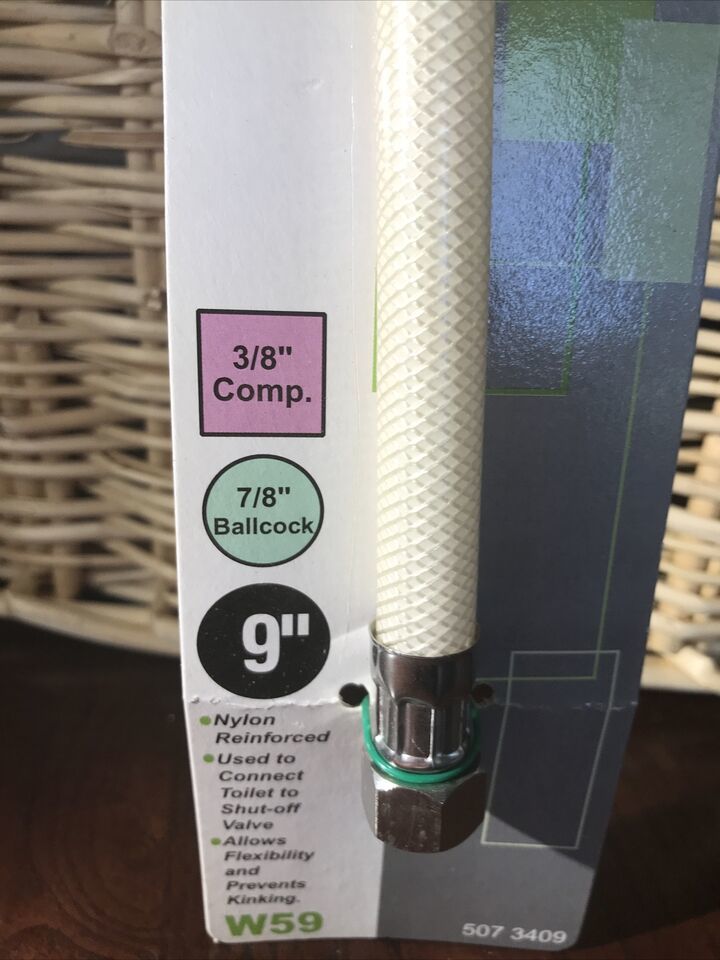 3/8"
Comp.
7/8"
Ballcock
9"
Nylon
Reinforced
Used to
Connect
Toilet to
Shut-off
Valve
Allows
Flexibility
and
Prevents
Kinking.
W59
507 3409